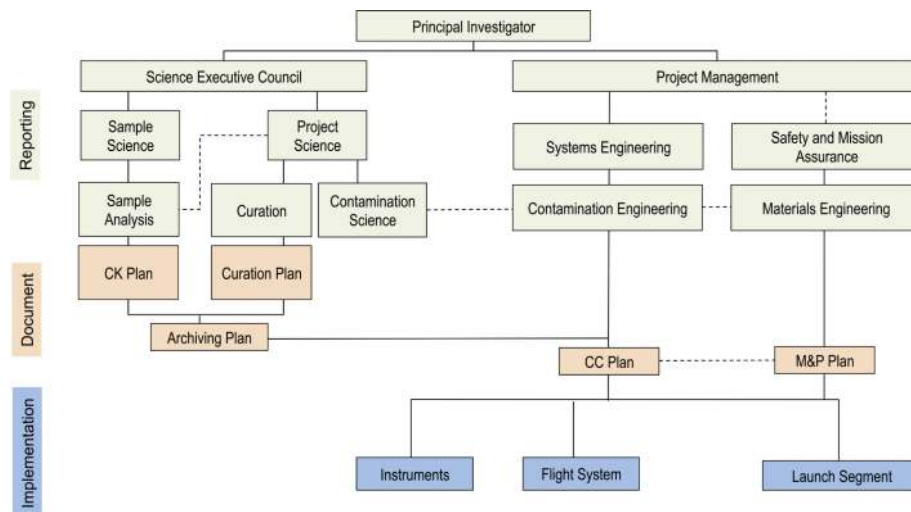 Principal Investigator
Science Executive Council
Project Management
Reporting
Sample
Science
Project
Science
Systems Engineering
Safety and Mission
Assurance
Sample
Analysis
Curation
Contamination
Science
Contamination Engineering
Materials Engineering
Document
CK Plan
Curation Plan
Archiving Plan
CC Plan
M&P Plan
Implementation
Instruments
Flight System
Launch Segment